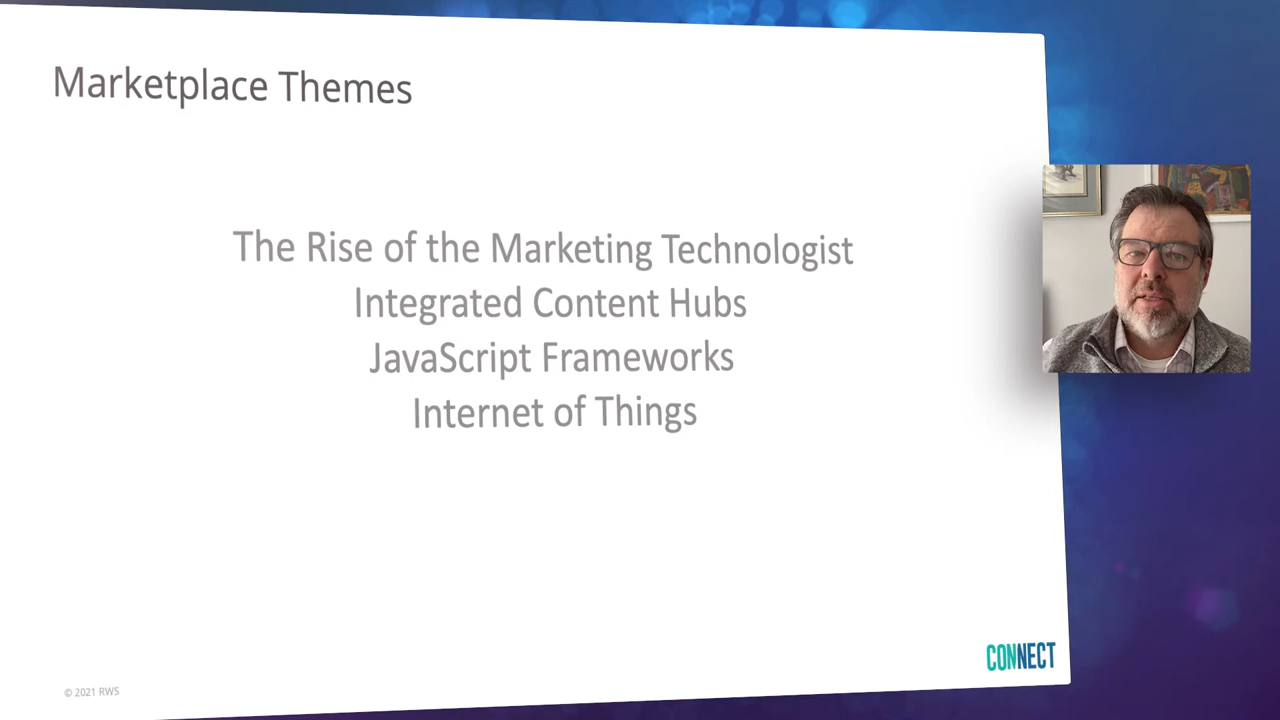 Marketplace Themes
The Rise of the Marketing Technologist
Integrated Content Hubs
JavaScript Frameworks
Internet of Things
CONNECT
© 2021 RWS